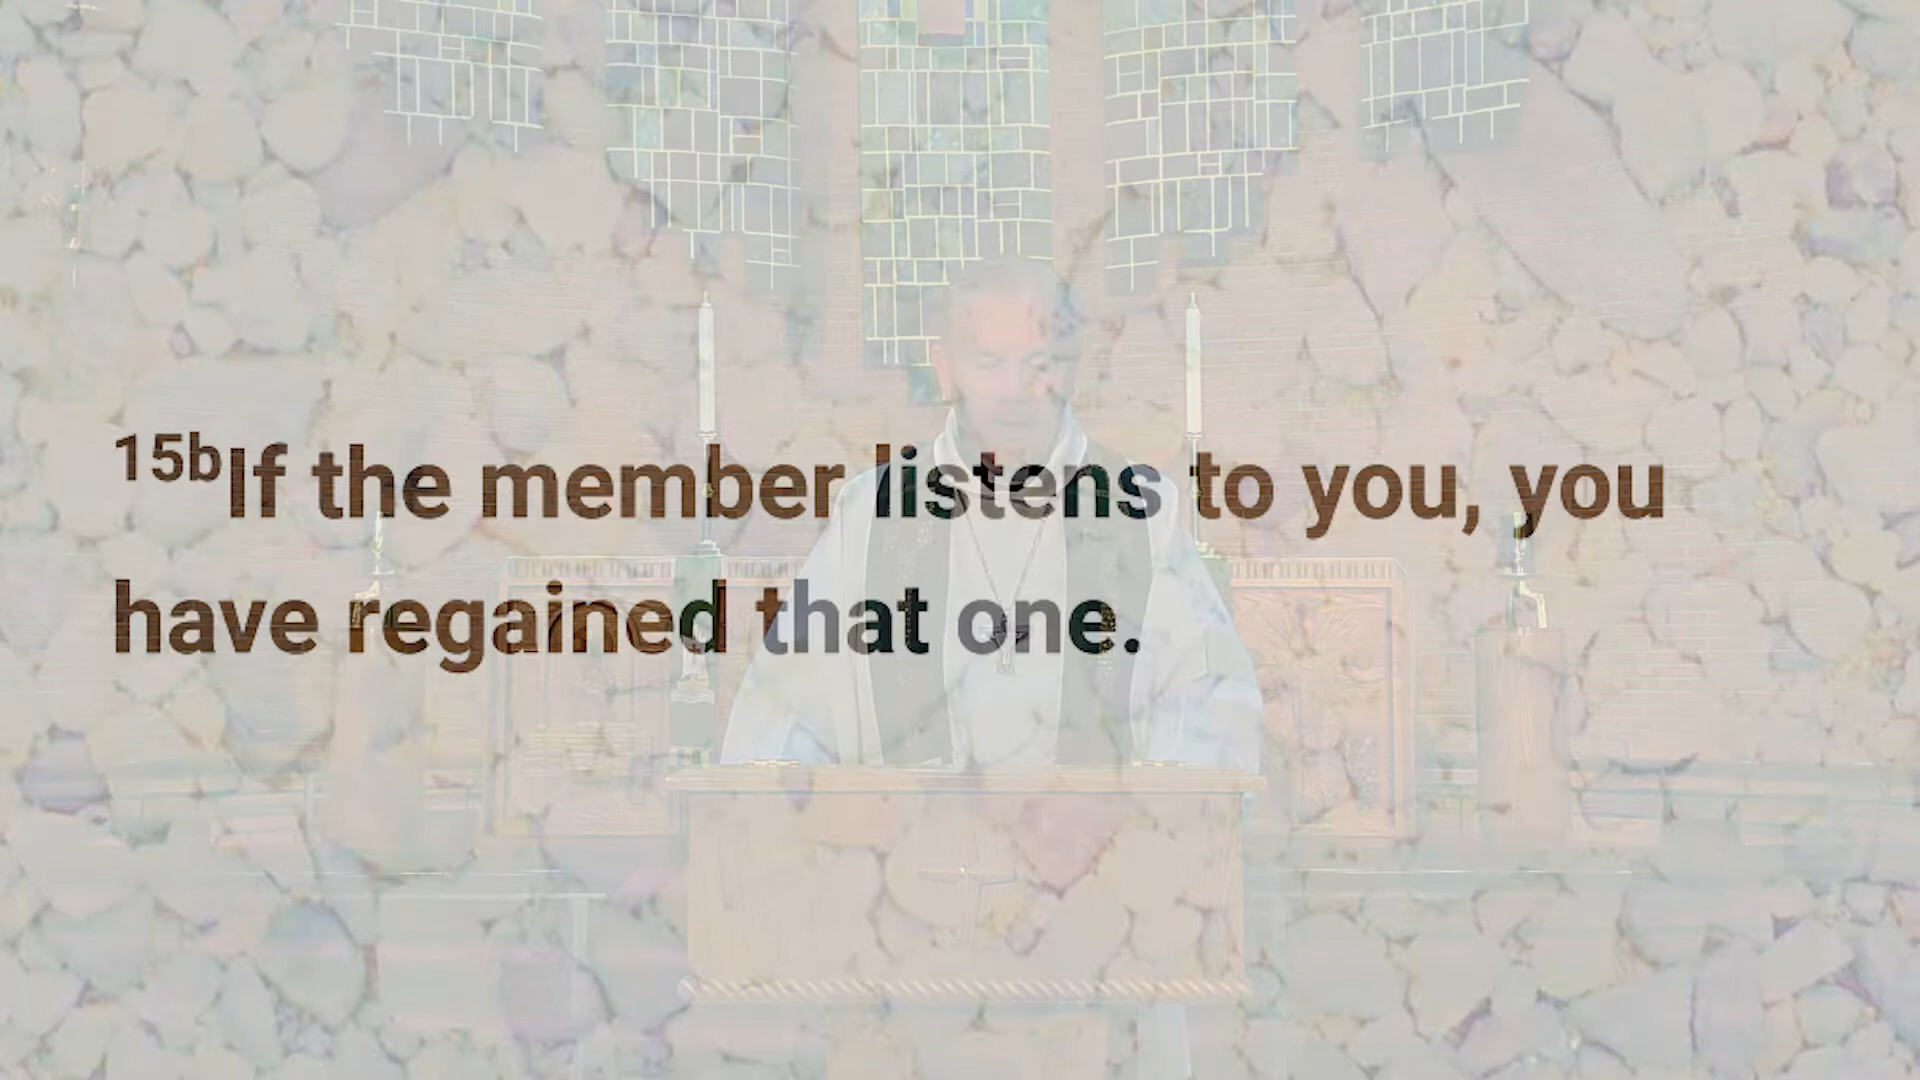 15bIf the member listens to you, you
have regained that one.